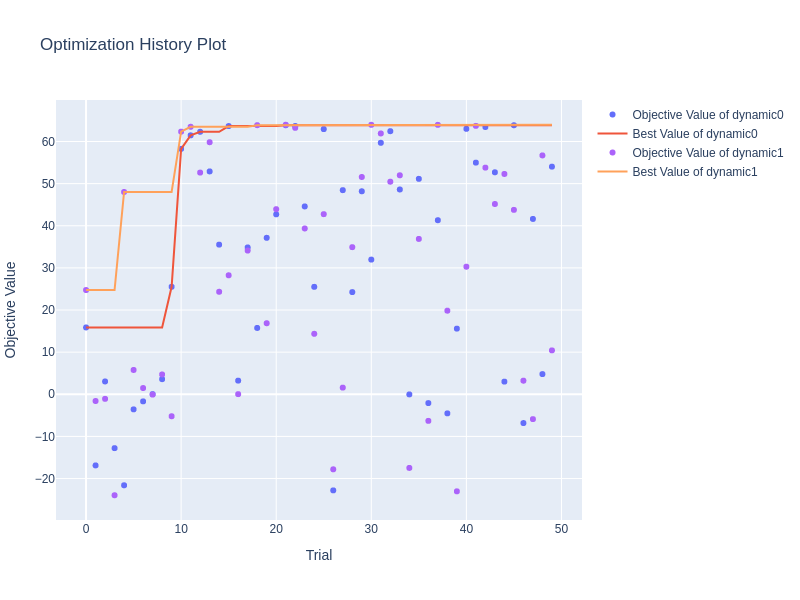 Optimization History Plot
Objective Value of dynamic0
Best Value of dynamic0
Objective Value of dynamic1
Best Value of dynamic1
60
50
40
30
20
10
0
−10
−20
Objective Value
0
10
20
30
40
50
Trial